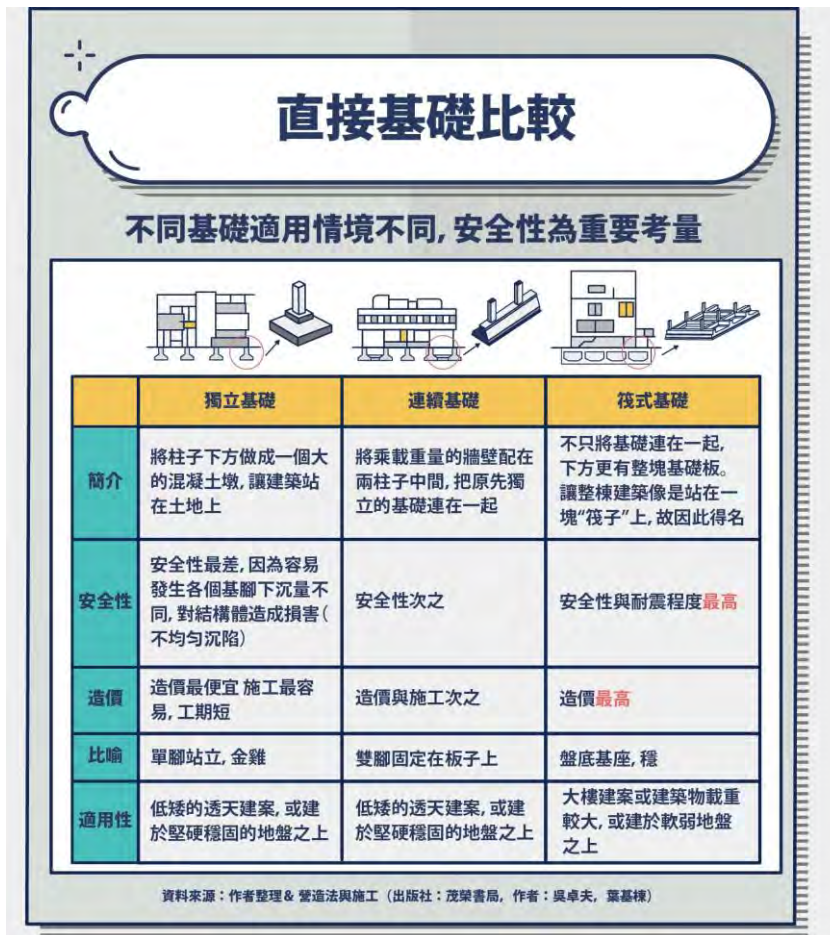 直接基礎比較
不同基礎適用情境不同, 安全性為重要考量
獨立基礎
連續基礎
筏式基礎
簡介
將柱子下方做成一個大
的混凝土墩, 讓建築站
在土地上
將乘載重量的牆壁配在
兩柱子中間, 把原先獨
立的基礎連在一起
不只將基礎連在一起,
下方更有整塊基礎板。
讓整棟建築像是站在一
塊“筏子”上, 故因此得名
安全性
安全性最差, 因為容易
發生各個基腳下沉量不
同, 對結構體造成損害(
不均勻沉陷)
安全性次之
安全性與耐震程度最高
造價
造價最便宜 施工最容
易, 工期短
造價與施工次之
造價最高
比喻
單腳站立, 金雞
雙腳固定在板子上
盤底基座, 穩
適用性
低矮的透天建案, 或建
於堅硬穩固的地盤之上
低矮的透天建案, 或建
於堅硬穩固的地盤之上
大樓建案或建築物載重
較大, 或建於軟弱地盤
之上
資料來源：作者整理& 營造法與施工（出版社：茂榮書局, 作者：吳卓夫, 葉基棟）